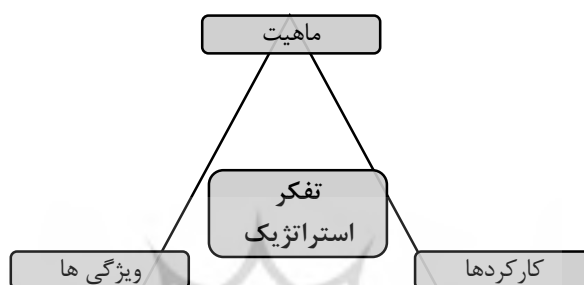 ماهیت
تفکر
استراتژیک
کارکردها
ویژگی ها